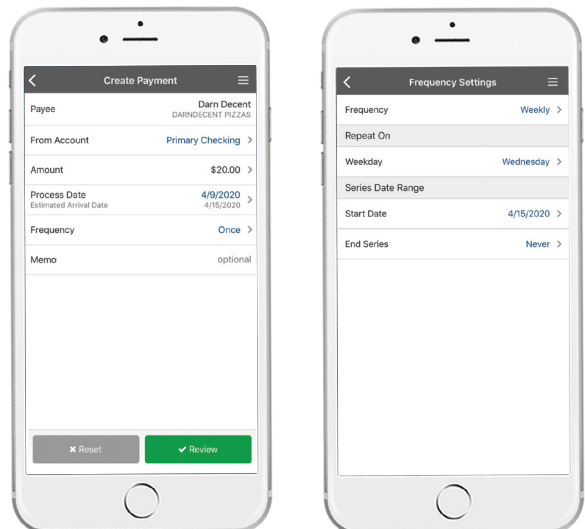 Create Payment
Payee
Darn Decent
DARNDECENT PIZZAS
From Account
Primary Checking
Amount
$20.00
Process Date
4/9/2020
Estimated Arrival Date
4/15/2020
Frequency
Once
Memo
optional
Reset
Review
Frequency Settings
Frequency
Weekly
Repeat On
Weekday
Wednesday
Series Date Range
Start Date
4/15/2020
End Series
Never